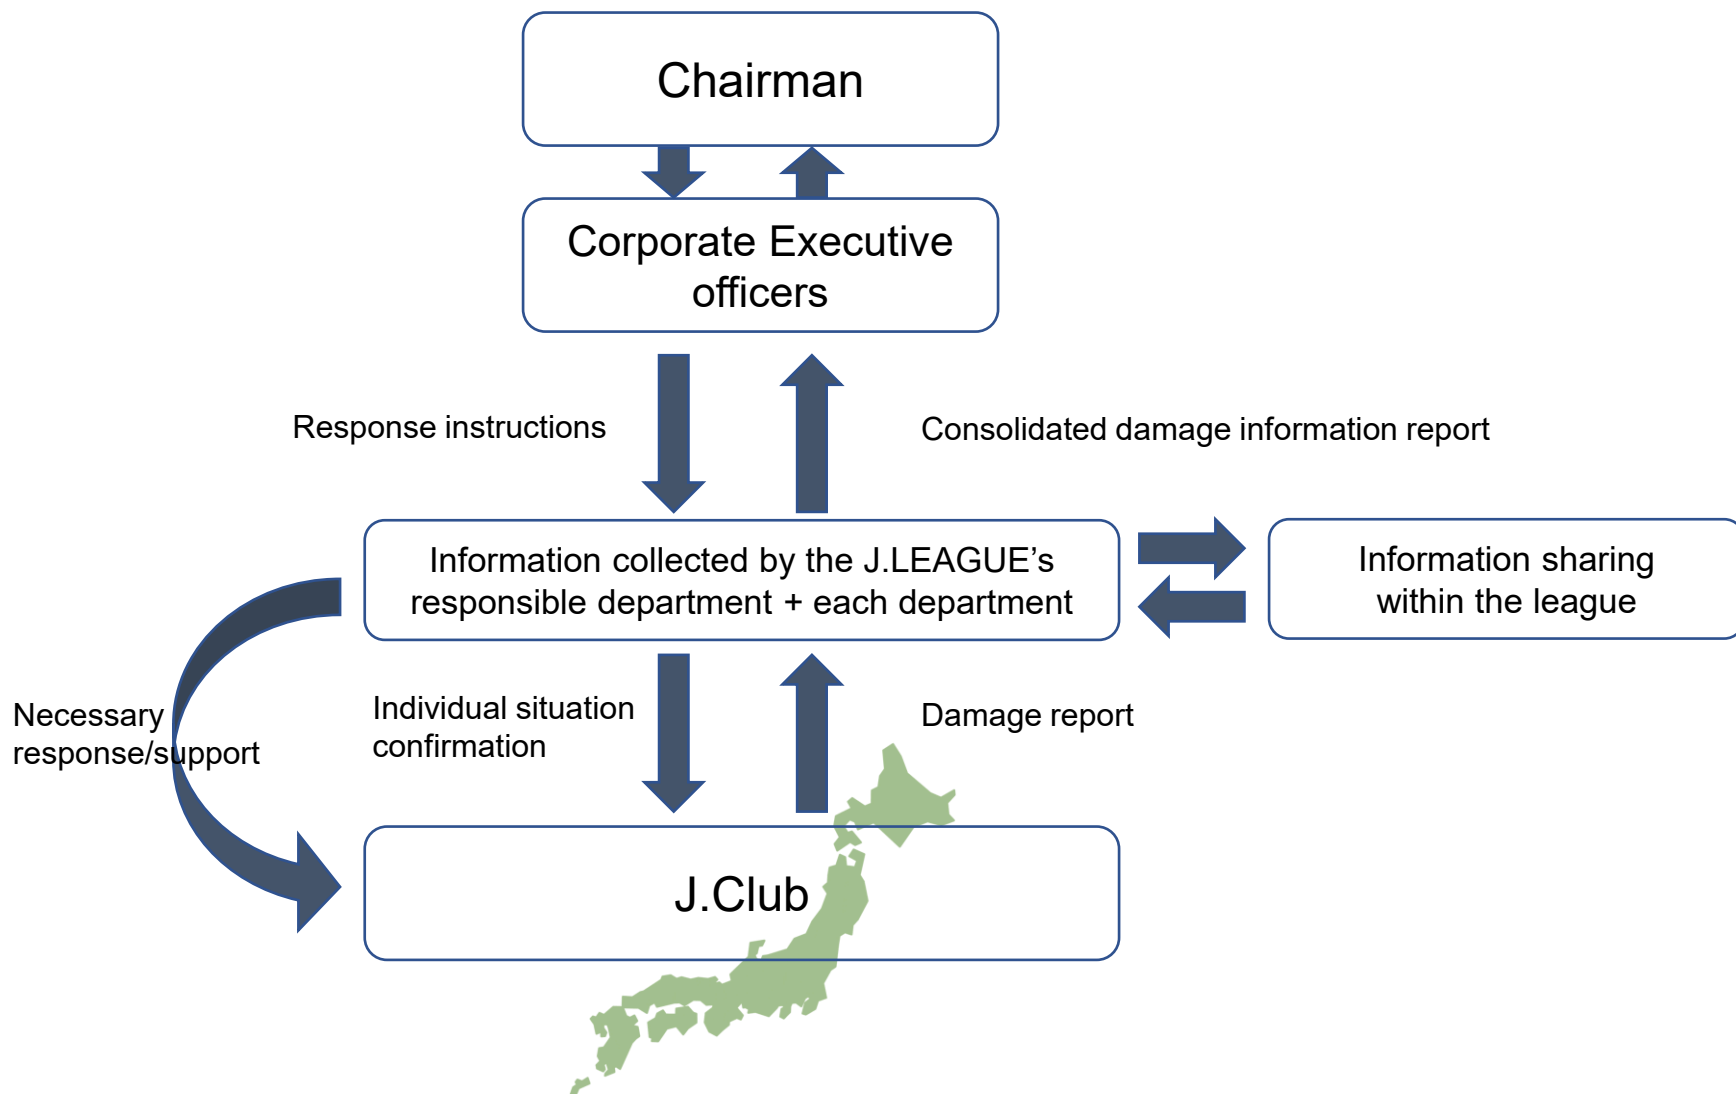 Chairman
Corporate Executive
officers
Response instructions
Consolidated damage information report
Information collected by the J.LEAGUE’s
responsible department + each department
Information sharing
within the league
Necessary
response/support
Individual situation
confirmation
Damage report
J.Club